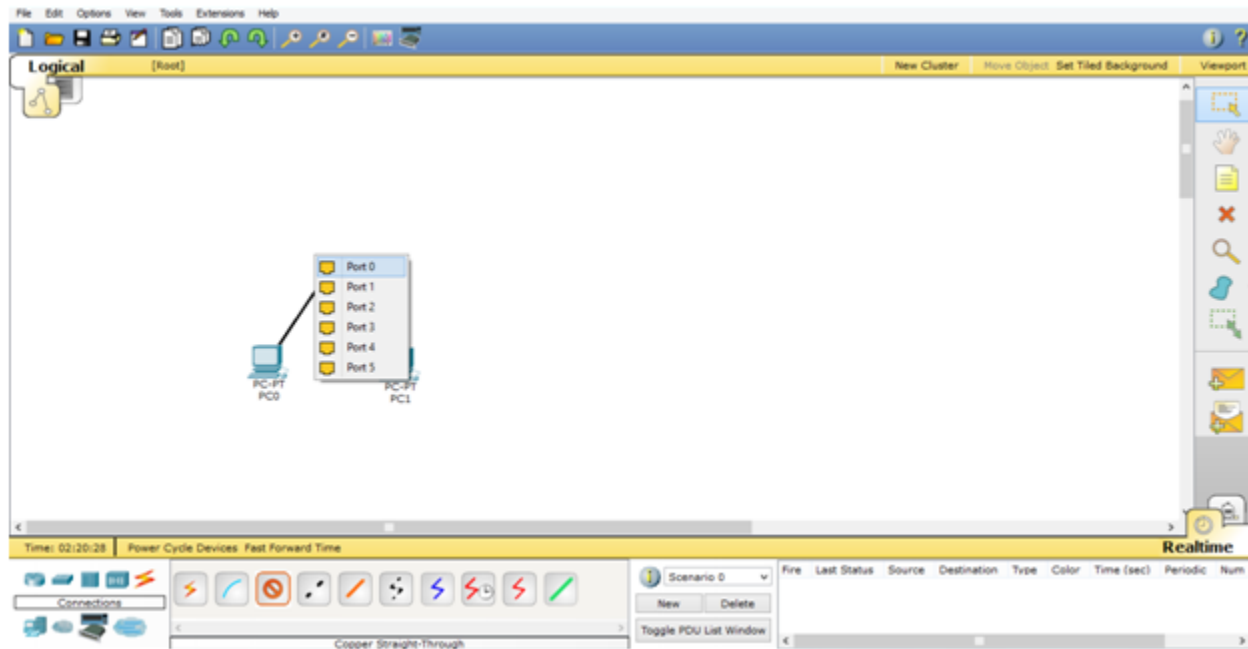 File Edit Options View Tools Extensions Help
Logical [Root] New Cluster Move Object Set Tiled Background Viewport
Port 0
Port 1
Port 2
Port 3
Port 4
Port 5
PC-PT PC-PT
PC0 PC1
Time: 02:20:28 Power Cycle Devices Fast Forward Time Realtime
Scenario 0 Fire Last Status Source Destination Type Color Time (sec) Periodic Num
Connections New Delete
Toggle PDU List Window
Copper Straight-Through